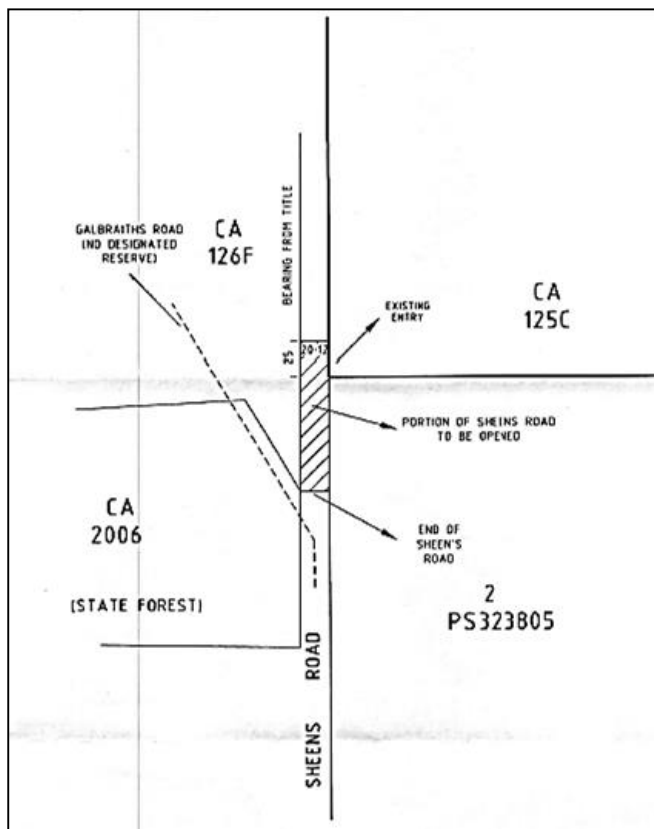 BEARING FROM TITLE
GALBRAITHS ROAD
(NO DESIGNATED
RESERVE)
CA
126F
EXISTING
ENTRY
CA
125C
25
20·12
PORTION OF SHEINS ROAD
TO BE OPENED
CA
2006
END OF
SHEEN'S
ROAD
(STATE FOREST)
2
PS323805
SHEENS ROAD